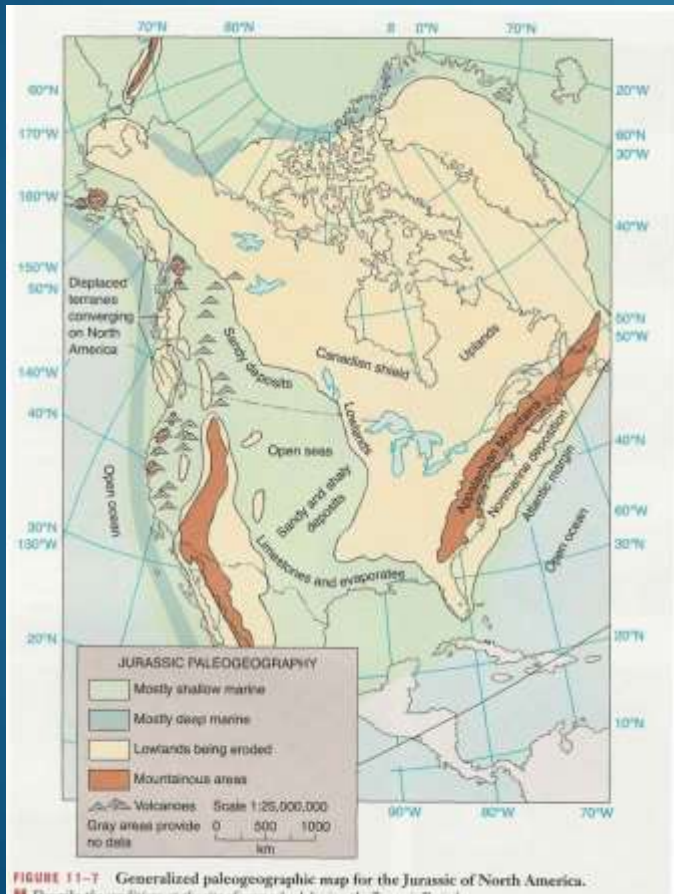 70°N
80°N
0°N
70°N
60°N
170°W
160°W
150°W
50°N
140°W
40°N
30°N
130°W
20°N
20°W
60°N
30°W
40°W
50°N
50°W
40°N
60°W
30°N
20°N
10°N
90°W
70°W
Displaced
terranes
converging
on North
America
Sandy deposits
Canadian shield
Uplands
Lowlands
Open seas
Sandy and shaly
deposits
Limestones and evaporates
Appalachian Mountains
Nonmarine deposition
Atlantic margin
Open ocean
Open ocean
JURASSIC PALEOGEOGRAPHY
Mostly shallow marine
Mostly deep marine
Lowlands being eroded
Mountainous areas
Volcanoes Scale 1:25,000,000
Gray areas provide 0 500 1000
no data km
FIGURE 11–7 Generalized paleogeographic map for the Jurassic of North America.